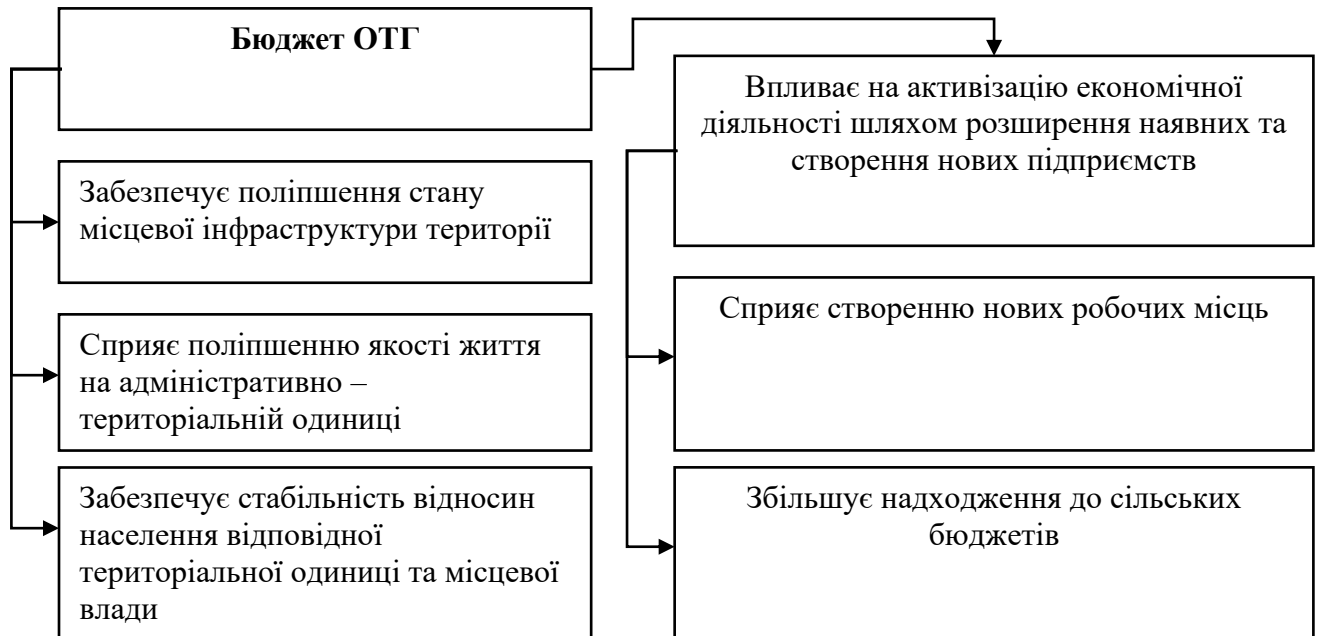 Бюджет ОТГ
Забезпечує поліпшення стану
місцевої інфраструктури території
Сприяє поліпшенню якості життя
на адміністративно –
територіальній одиниці
Забезпечує стабільність відносин
населення відповідної
територіальної одиниці та місцевої
влади
Впливає на активізацію економічної
діяльності шляхом розширення наявних та
створення нових підприємств
Сприяє створенню нових робочих місць
Збільшує надходження до сільських
бюджетів